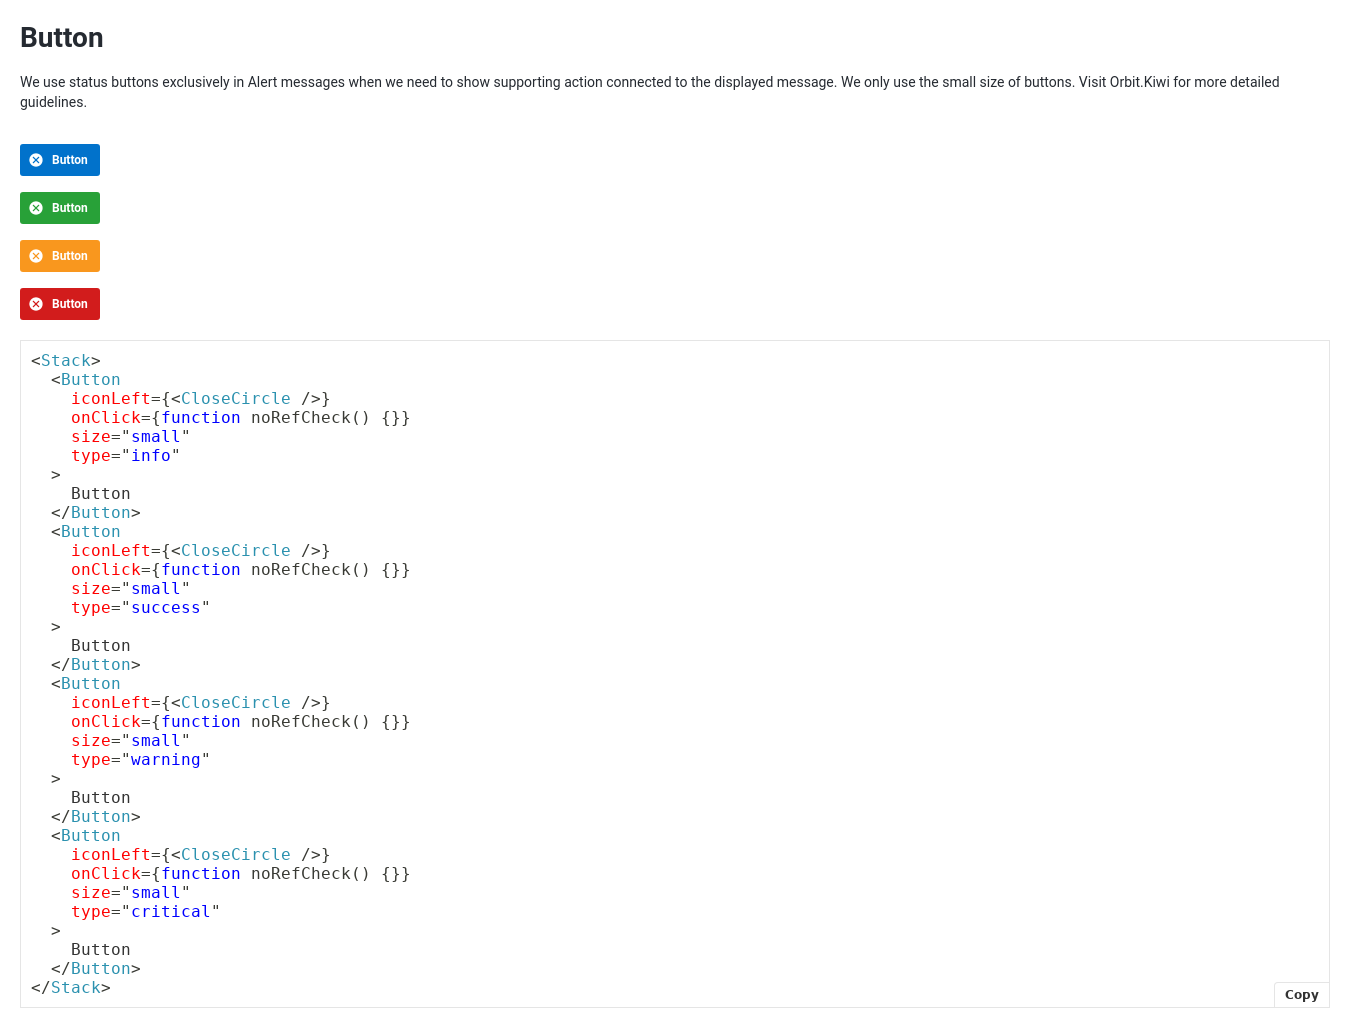 Button
We use status buttons exclusively in Alert messages when we need to show supporting action connected to the displayed message. We only use the small size of buttons. Visit Orbit.Kiwi for more detailed
guidelines.
Button
Button
Button
Button
<Stack>
  <Button
    iconLeft={<CloseCircle />}
    onClick={function noRefCheck() {}}
    size="small"
    type="info"
  >
    Button
  </Button>
  <Button
    iconLeft={<CloseCircle />}
    onClick={function noRefCheck() {}}
    size="small"
    type="success"
  >
    Button
  </Button>
  <Button
    iconLeft={<CloseCircle />}
    onClick={function noRefCheck() {}}
    size="small"
    type="warning"
  >
    Button
  </Button>
  <Button
    iconLeft={<CloseCircle />}
    onClick={function noRefCheck() {}}
    size="small"
    type="critical"
  >
    Button
  </Button>
</Stack>
Copy